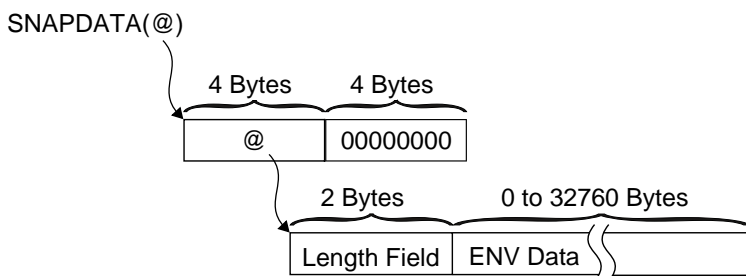 SNAPDATA(@)
4 Bytes 4 Bytes
@ 00000000
2 Bytes 0 to 32760 Bytes
Length Field ENV Data